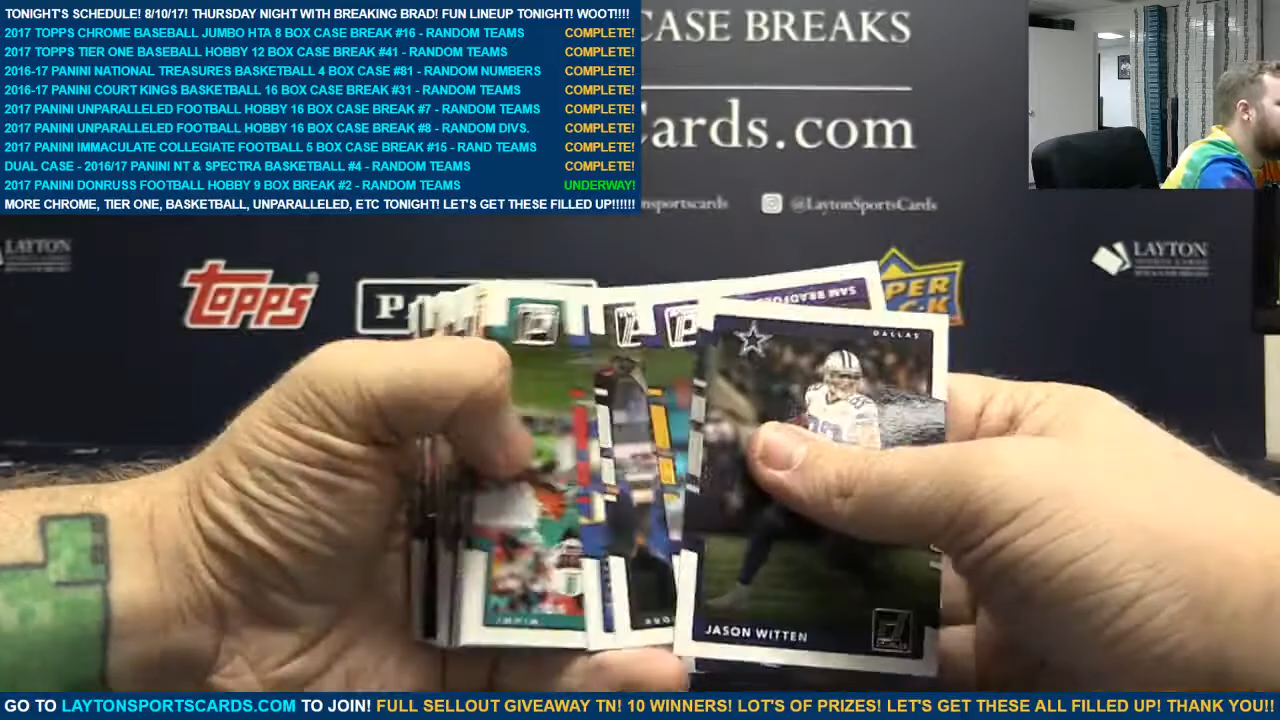 TONIGHT'S SCHEDULE! 8/10/17! THURSDAY NIGHT WITH BREAKING BRAD! FUN LINEUP TONIGHT! WOOT!!!!
2017 TOPPS CHROME BASEBALL JUMBO HTA 8 BOX CASE BREAK #16 - RANDOM TEAMS COMPLETE!
2017 TOPPS TIER ONE BASEBALL HOBBY 12 BOX CASE BREAK #41 - RANDOM TEAMS COMPLETE!
2016-17 PANINI NATIONAL TREASURES BASKETBALL 4 BOX CASE #81 - RANDOM NUMBERS COMPLETE!
2016-17 PANINI COURT KINGS BASKETBALL 16 BOX CASE BREAK #31 - RANDOM TEAMS COMPLETE!
2017 PANINI UNPARALLELED FOOTBALL HOBBY 16 BOX CASE BREAK #7 - RANDOM TEAMS COMPLETE!
2017 PANINI UNPARALLELED FOOTBALL HOBBY 16 BOX CASE BREAK #8 - RANDOM DIVS. COMPLETE!
2017 PANINI IMMACULATE COLLEGIATE FOOTBALL 5 BOX CASE BREAK #15 - RAND TEAMS COMPLETE!
DUAL CASE - 2016/17 PANINI NT & SPECTRA BASKETBALL #4 - RANDOM TEAMS COMPLETE!
2017 PANINI DONRUSS FOOTBALL HOBBY 9 BOX BREAK #2 - RANDOM TEAMS UNDERWAY!
MORE CHROME, TIER ONE, BASKETBALL, UNPARALLELED, ETC TONIGHT! LET'S GET THESE FILLED UP!!!!!!
CASE BREAKS
Cards.com
nsportscards @LaytonSportsCards
LAYTON
LAYTON
TOPPS
PER
CK
SAM BRADFO
DALLAS
JASON WITTEN
GO TO LAYTONSPORTSCARDS.COM TO JOIN! FULL SELLOUT GIVEAWAY TN! 10 WINNERS! LOT'S OF PRIZES! LET'S GET THESE ALL FILLED UP! THANK YOU!!